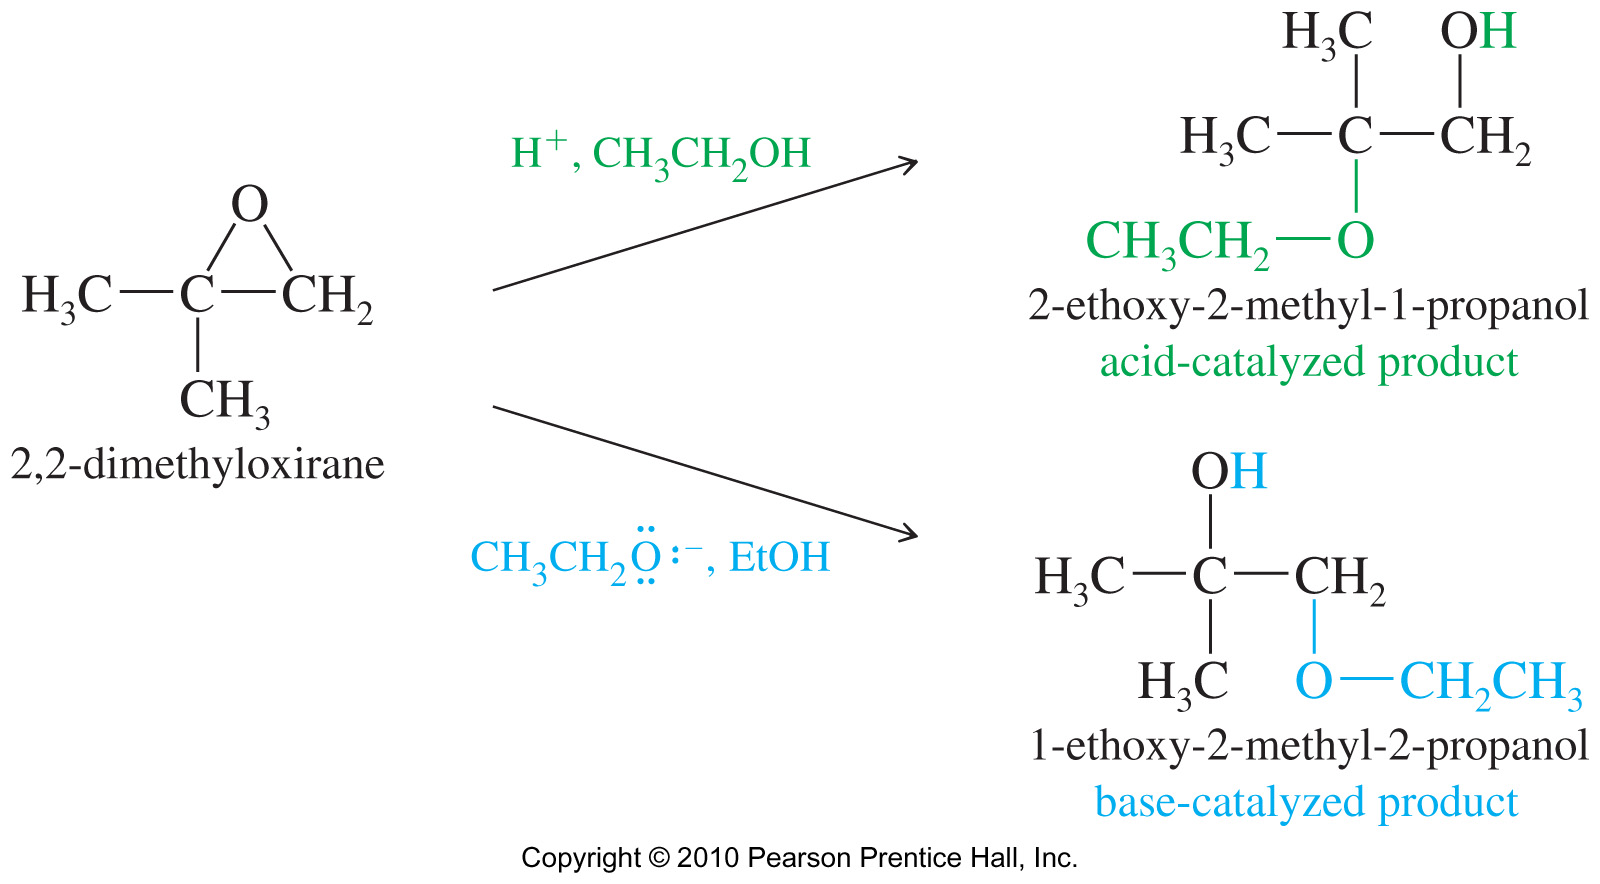 H⁺, CH₃CH₂OH
O
H₃C—C—CH₂
CH₃
2,2-dimethyloxirane
CH₃CH₂Ö:⁻, EtOH
H₃C OH
H₃C—C—CH₂
CH₃CH₂—O
2-ethoxy-2-methyl-1-propanol
acid-catalyzed product
OH
H₃C—C—CH₂
H₃C O—CH₂CH₃
1-ethoxy-2-methyl-2-propanol
base-catalyzed product
Copyright © 2010 Pearson Prentice Hall, Inc.